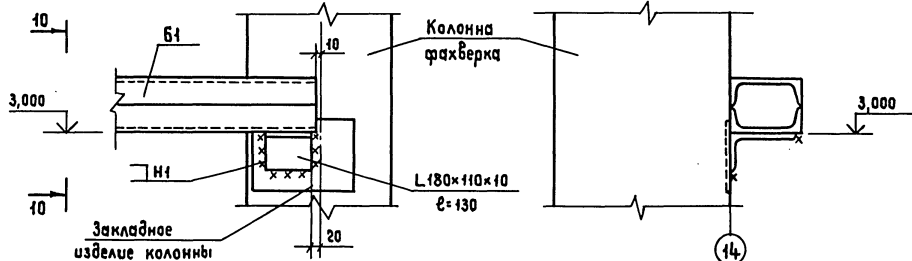 10
Б1
10
Колонна
фахверка
3,000
3,000
Н1
10
L 180×110×10
ℓ=130
Закладное
изделие колонны
20
14